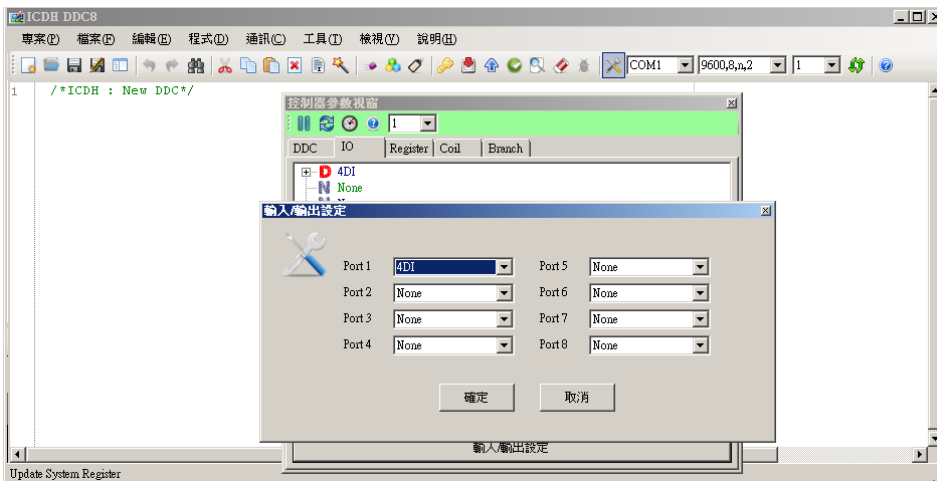 ICDH DDC8
專案(P) 檔案(F) 編輯(E) 程式(D) 通訊(C) 工具(I) 檢視(V) 說明(H)
COM1 9600,8,n,2 1
1 /*ICDH : New DDC*/
控制器參數視窗
1
DDC IO Register Coil Branch
4DI
None
輸入/輸出設定
Port 1 4DI Port 5 None
Port 2 None Port 6 None
Port 3 None Port 7 None
Port 4 None Port 8 None
確定 取消
輸入/輸出設定
Update System Register